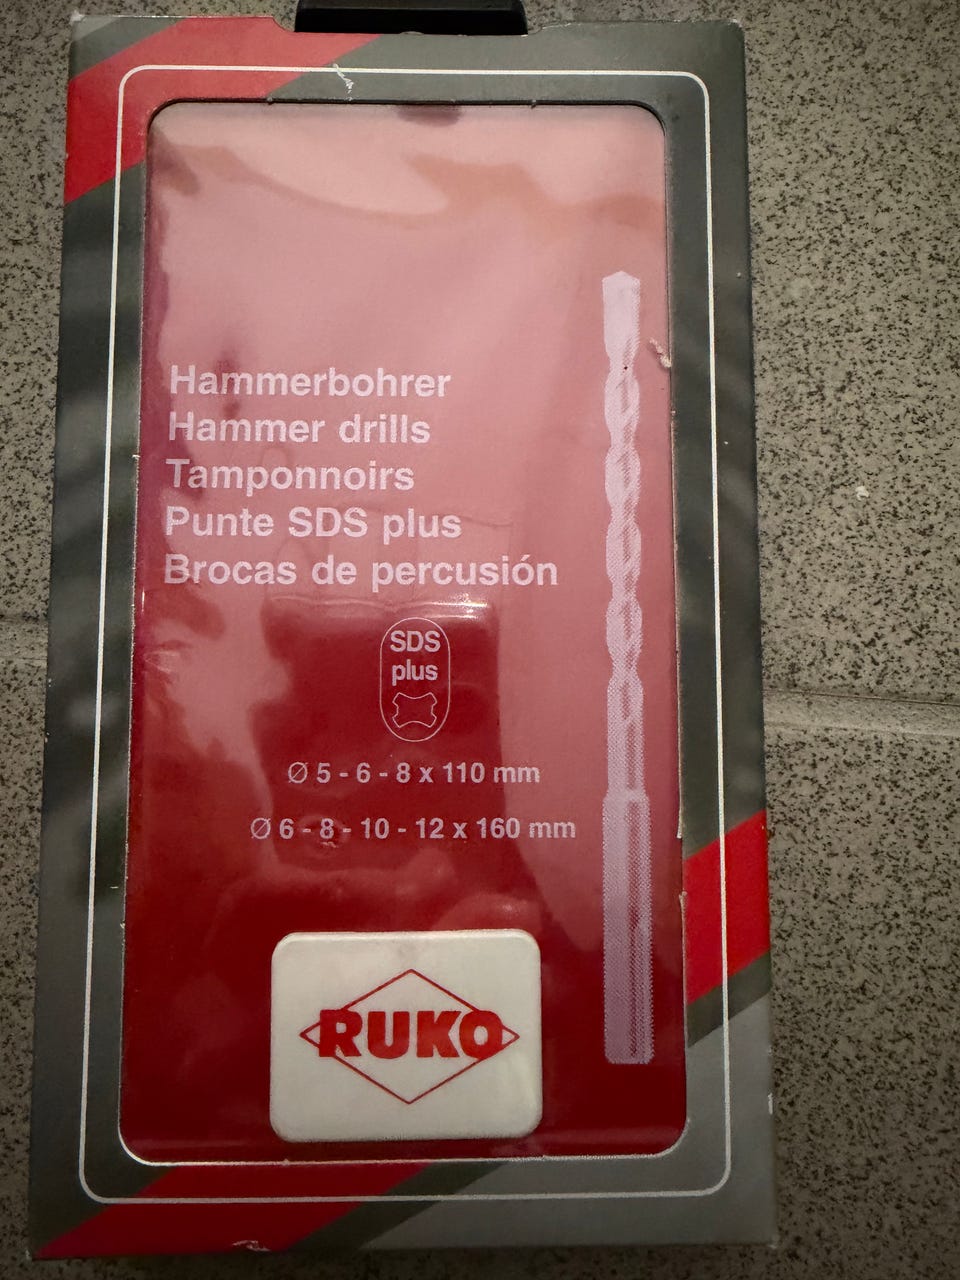 Hammerbohrer
Hammer drills
Tamponnoirs
Punte SDS plus
Brocas de percusión
SDS
plus
Ø 5 - 6 - 8 x 110 mm
Ø 6 - 8 - 10 - 12 x 160 mm
RUKO